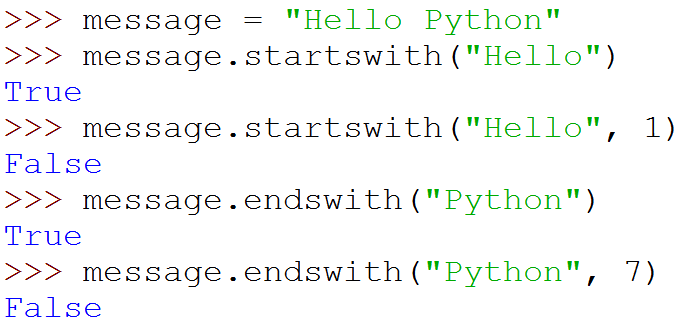 >>> message = "Hello Python"
>>> message.startswith("Hello")
True
>>> message.startswith("Hello", 1)
False
>>> message.endswith("Python")
True
>>> message.endswith("Python", 7)
False